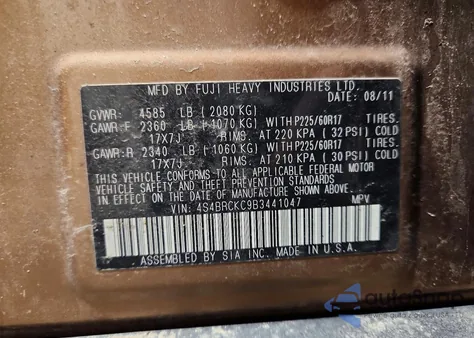 MFD BY FUJI HEAVY INDUSTRIES LTD.
DATE: 08/11
GVWR: 4585 LB (2080 KG)
GAWR:F 2360 LB (1070 KG) WITH P225/60R17 TIRES.
17X7J RIMS. AT 220 KPA (32 PSI) COLD
GAWR:R 2340 LB (1060 KG) WITH P225/60R17 TIRES.
17X7J RIMS. AT 210 KPA (30 PSI) COLD
THIS VEHICLE CONFORMS TO ALL APPLICABLE FEDERAL MOTOR
VEHICLE SAFETY AND BUMPER STANDARDS
IN EFFECT ON THE DATE OF MANUFACTURE SHOWN ABOVE.
VIN: 4S4BRCKC9B3441047 MPV
ASSEMBLED BY SIA INC. IN U.S.A.